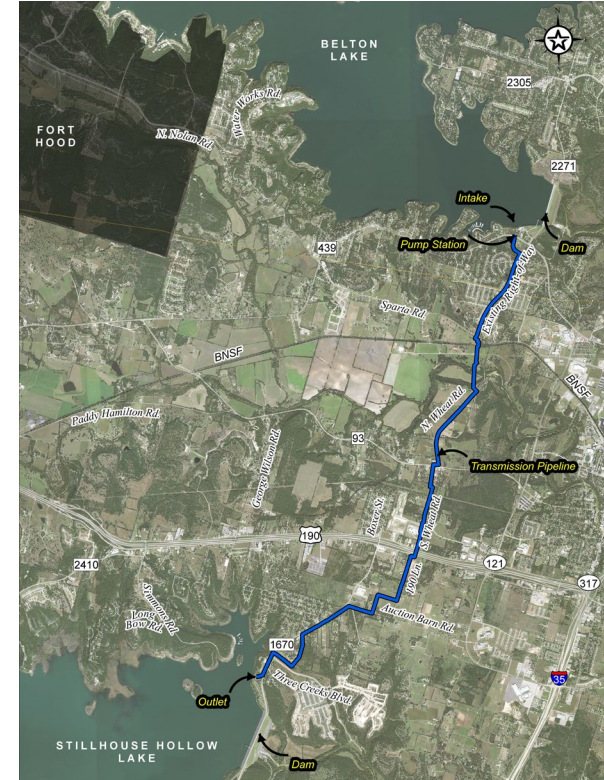 BELTON
LAKE
2305
Water Works Rd.
FORT
HOOD
N. Nolan Rd.
2271
Intake
Pump Station
Dam
439
Existing Right-of-Way
Sparta Rd.
BNSF
BNSF
Paddy Hamilton Rd.
N. Wheat Rd.
93
George Wilson Rd.
Transmission Pipeline
Boxer St.
S. Wheat Rd.
190
121
2410
317
190 Ln.
Simmons Rd.
Long
Bow Rd.
Auction Barn Rd.
1670
35
Three Creeks Blvd.
Outlet
STILLHOUSE HOLLOW
LAKE
Dam